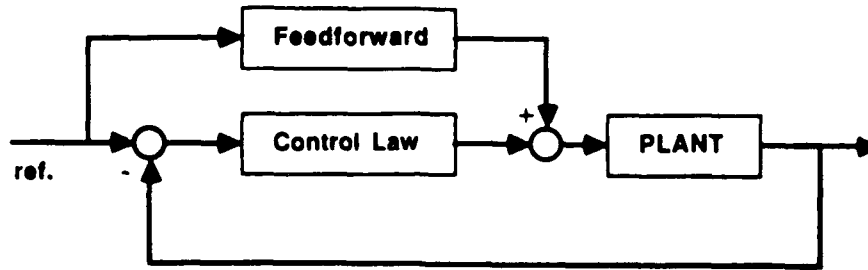 Feedforward
+
Control Law
PLANT
ref.
-